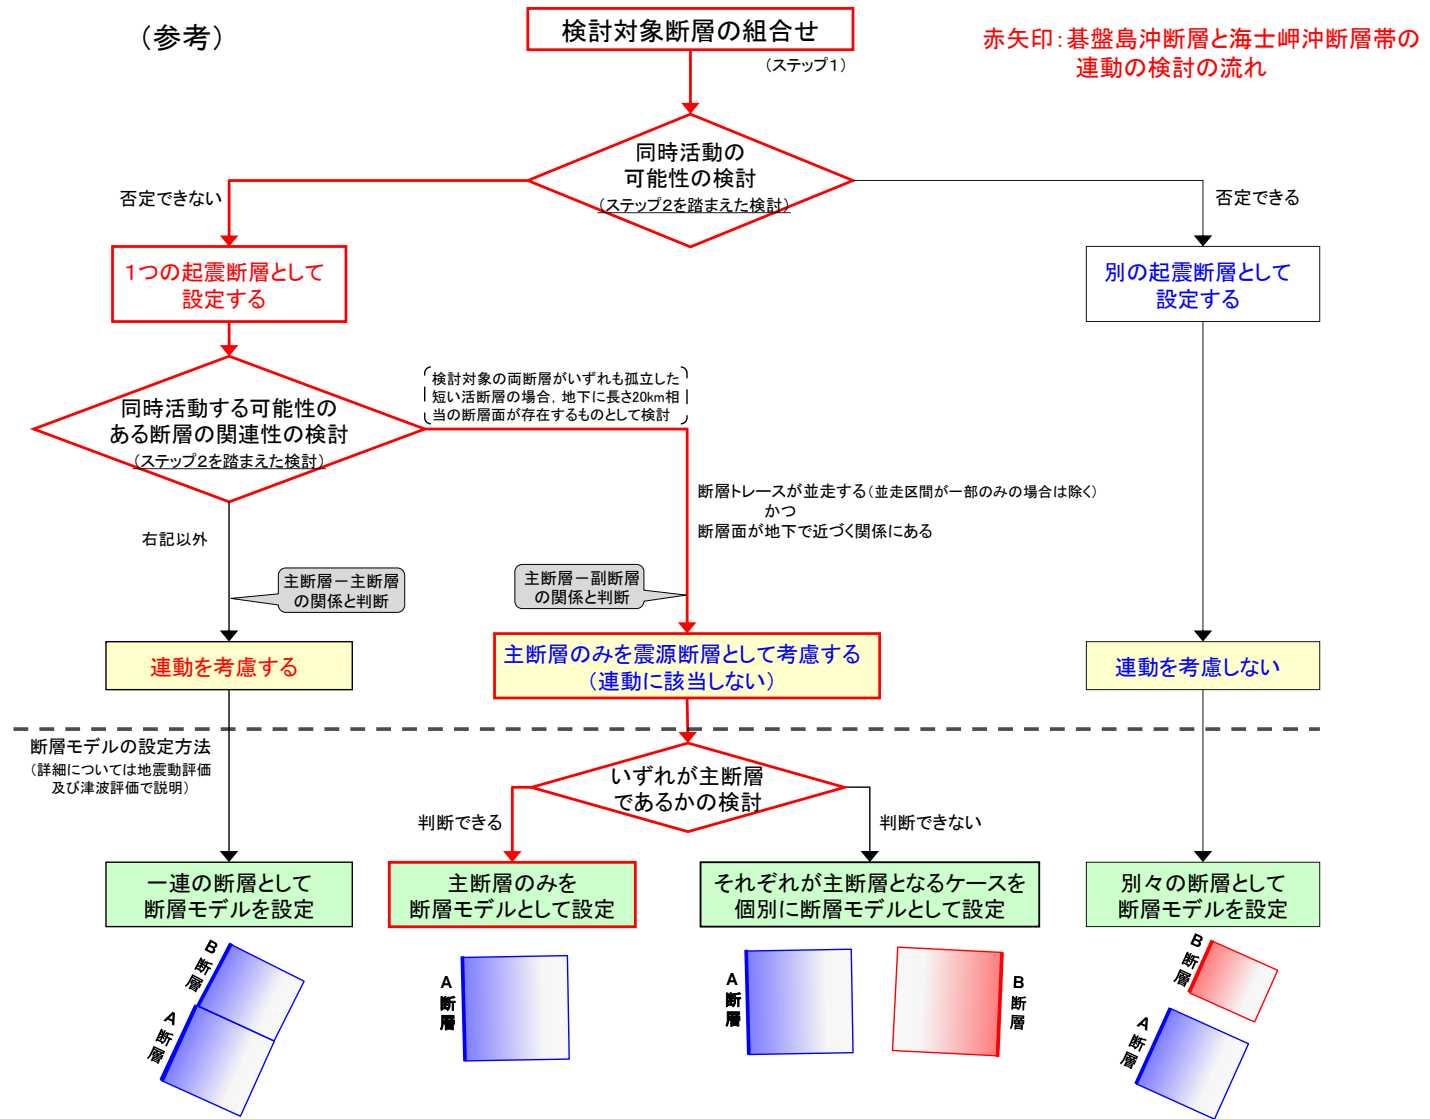 （参考）
検討対象断層の組合せ
（ステップ１）
赤矢印：碁盤島沖断層と海士岬沖断層帯の
連動の検討の流れ
同時活動の
可能性の検討
（ステップ２を踏まえた検討）
否定できない
否定できる
１つの起震断層として
設定する
別の起震断層として
設定する
検討対象の両断層がいずれも孤立した
短い活断層の場合，地下に長さ20km相
当の断層面が存在するものとして検討
同時活動する可能性の
ある断層の関連性の検討
（ステップ２を踏まえた検討）
断層トレースが並走する（並走区間が一部のみの場合は除く）
かつ
断層面が地下で近づく関係にある
右記以外
主断層－主断層
の関係と判断
主断層－副断層
の関係と判断
連動を考慮する
主断層のみを震源断層として考慮する
（連動に該当しない）
連動を考慮しない
断層モデルの設定方法
（詳細については地震動評価
及び津波評価で説明）
いずれが主断層
であるかの検討
判断できる
判断できない
一連の断層として
断層モデルを設定
主断層のみを
断層モデルとして設定
それぞれが主断層となるケースを
個別に断層モデルとして設定
別々の断層として
断層モデルを設定
B断層
A断層
A断層
A断層
B断層
B断層
A断層